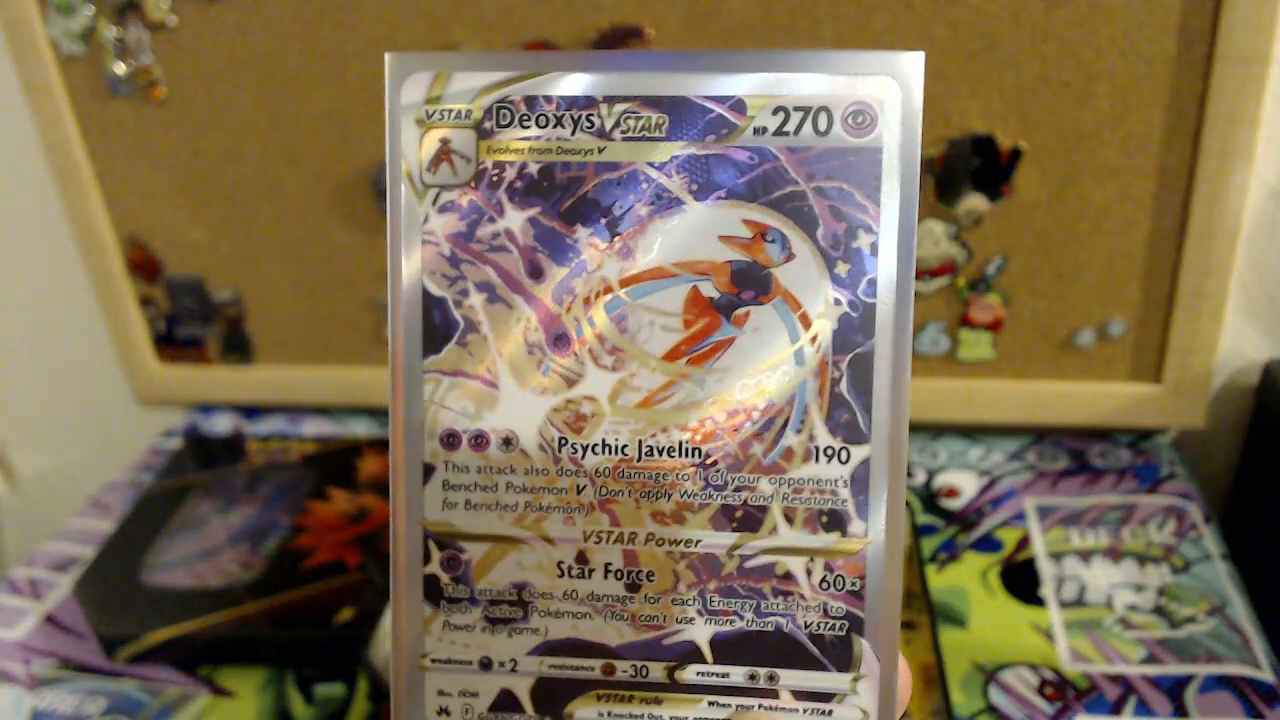 VSTAR
Deoxys VSTAR
HP 270
Evolves from Deoxys V
Psychic Javelin 190
This attack also does 60 damage to 1 of your opponent's
Benched Pokémon V. (Don't apply Weakness and Resistance
for Benched Pokémon.)
VSTAR Power
Star Force 60×
This attack does 60 damage for each Energy attached to
both Active Pokémon. (You can't use more than 1 VSTAR
Power in a game.)
weakness ×2 resistance -30 retreat
VSTAR rule When your Pokémon VSTAR
is Knocked Out, your